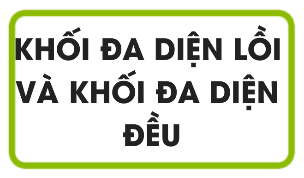 KHỐI ĐA DIỆN LỒI
VÀ KHỐI ĐA DIỆN
ĐỀU